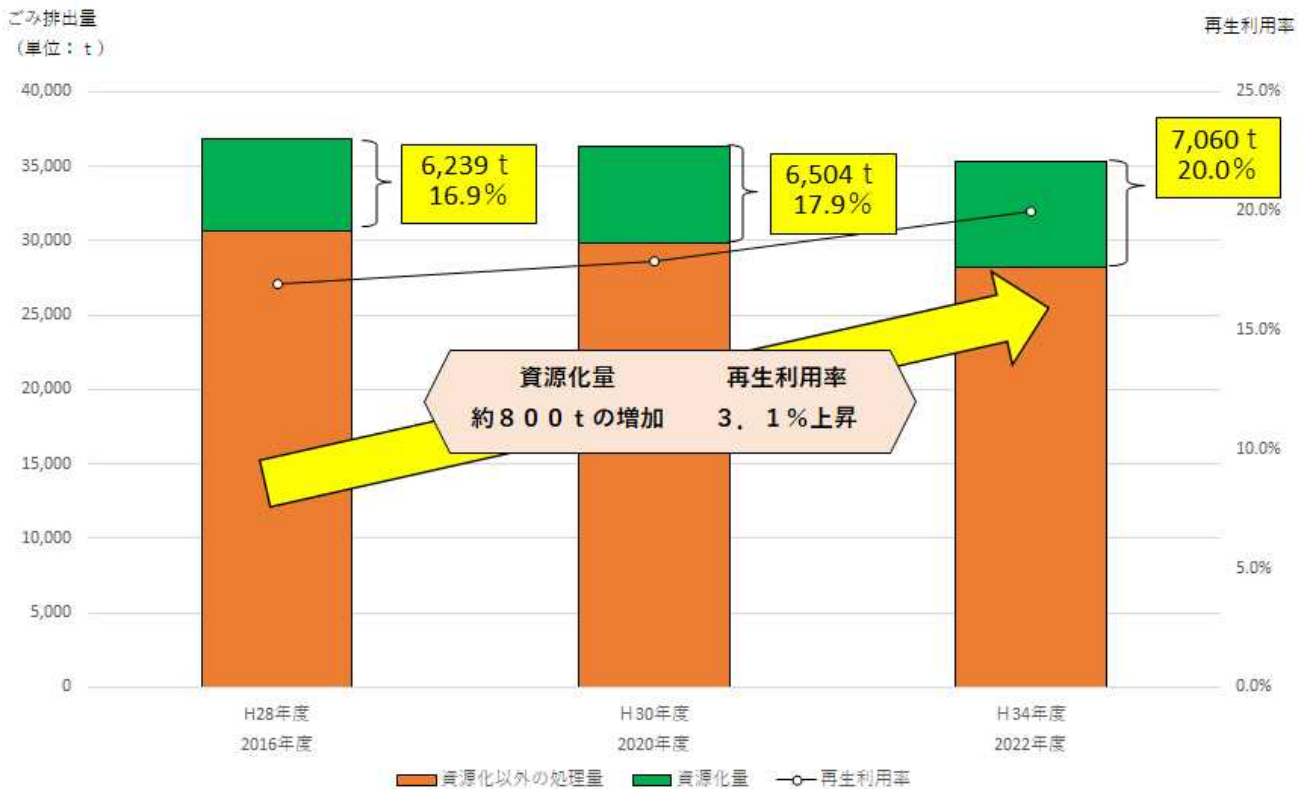 ごみ排出量
（単位：ｔ）
再生利用率
40,000
35,000
30,000
25,000
20,000
15,000
10,000
5,000
0
25.0%
20.0%
15.0%
10.0%
5.0%
0.0%
6,239 ｔ
16.9%
6,504 ｔ
17.9%
7,060 ｔ
20.0%
資源化量 再生利用率
約８００ｔの増加 ３．１％上昇
H28年度
2016年度
H30年度
2020年度
H34年度
2022年度
資源化以外の処理量 資源化量 再生利用率